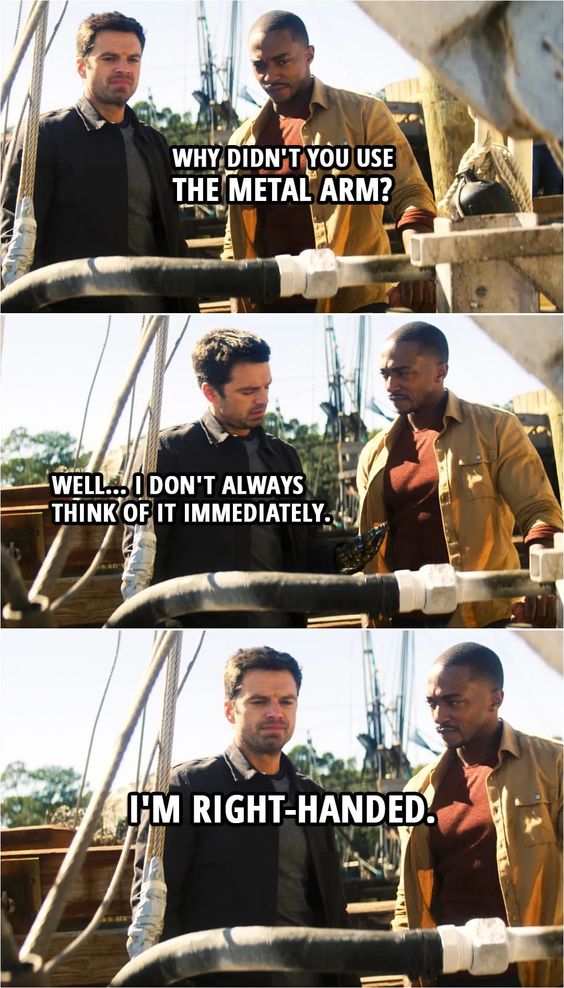 WHY DIDN'T YOU USE
THE METAL ARM?
WELL... I DON'T ALWAYS
THINK OF IT IMMEDIATELY.
I'M RIGHT-HANDED.